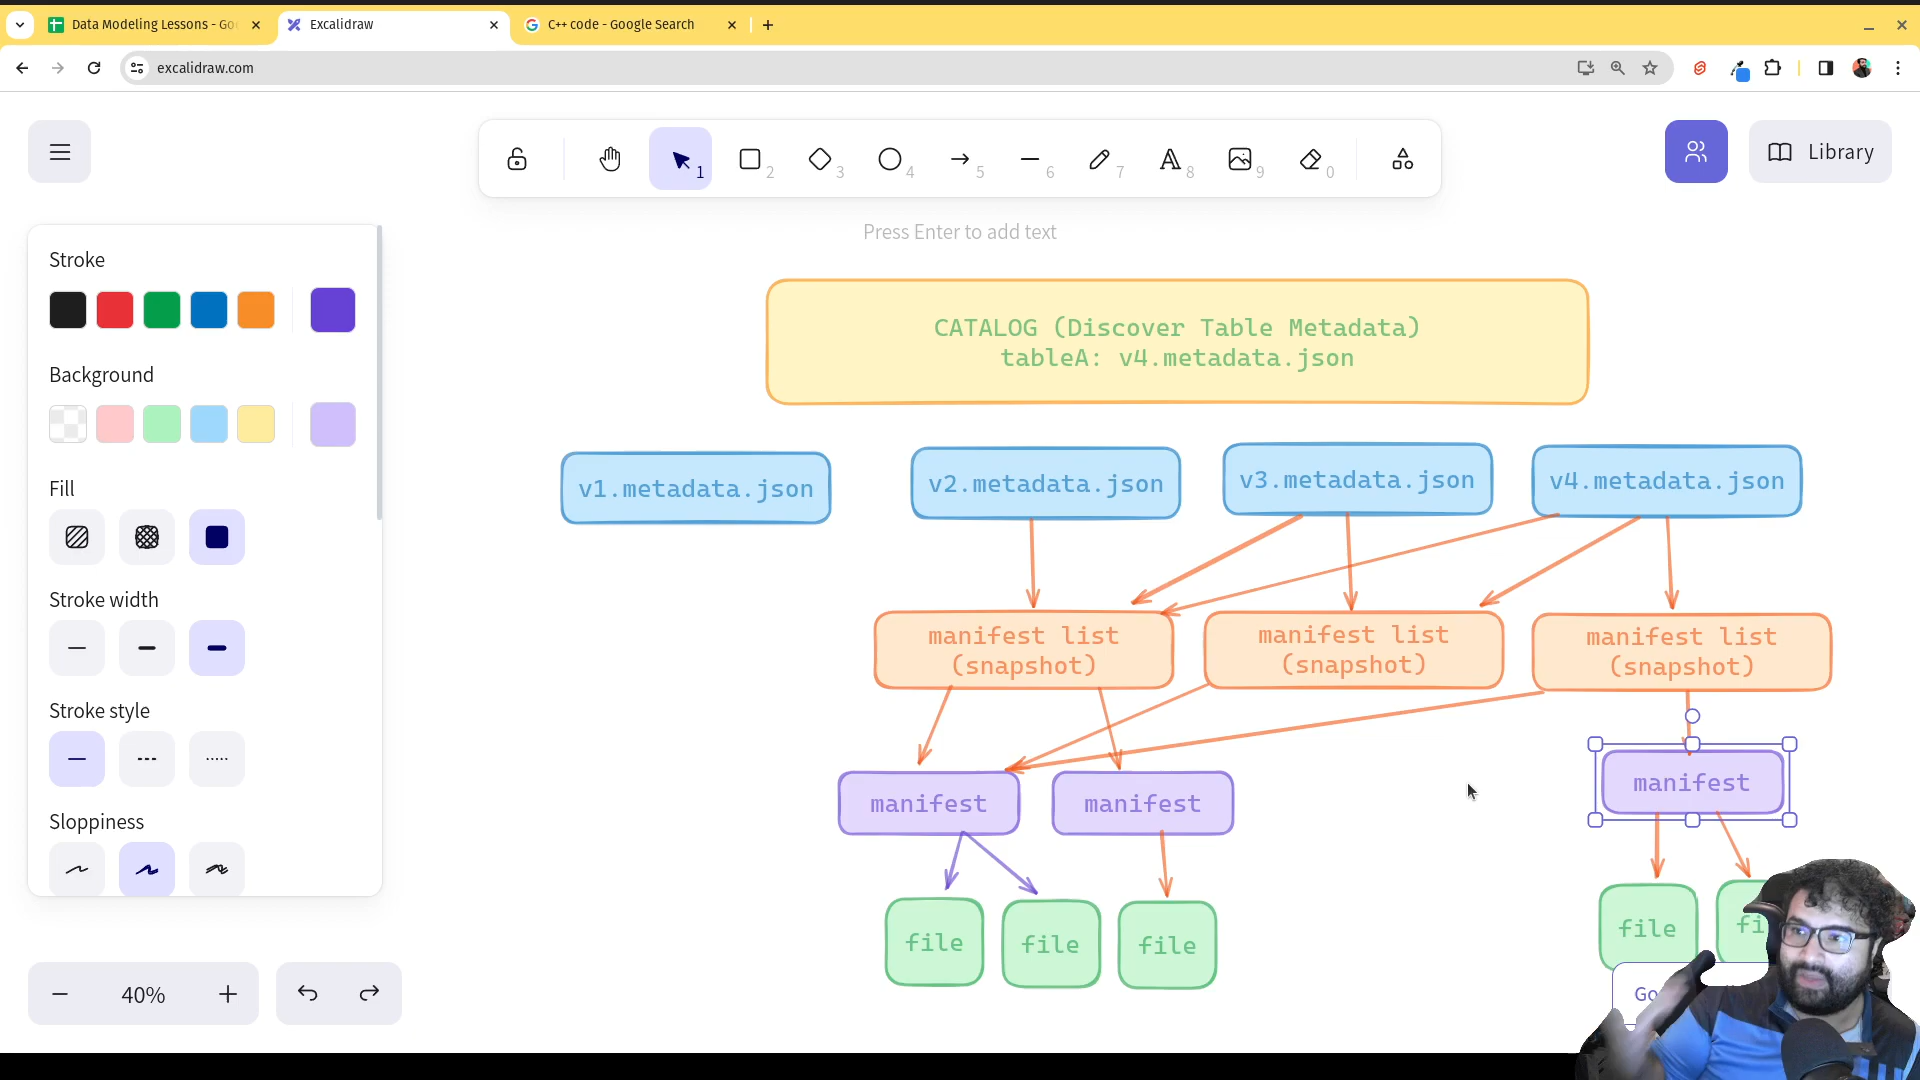 Data Modeling Lessons - Go
Excalidraw
C++ code - Google Search
excalidraw.com
1
2
3
4
5
6
7
8
9
0
Library
Press Enter to add text
Stroke
Background
Fill
Stroke width
Stroke style
Sloppiness
40%
CATALOG (Discover Table Metadata)
tableA: v4.metadata.json
v1.metadata.json
v2.metadata.json
v3.metadata.json
v4.metadata.json
manifest list
(snapshot)
manifest list
(snapshot)
manifest list
(snapshot)
manifest
manifest
manifest
file
file
file
file
fi
Go